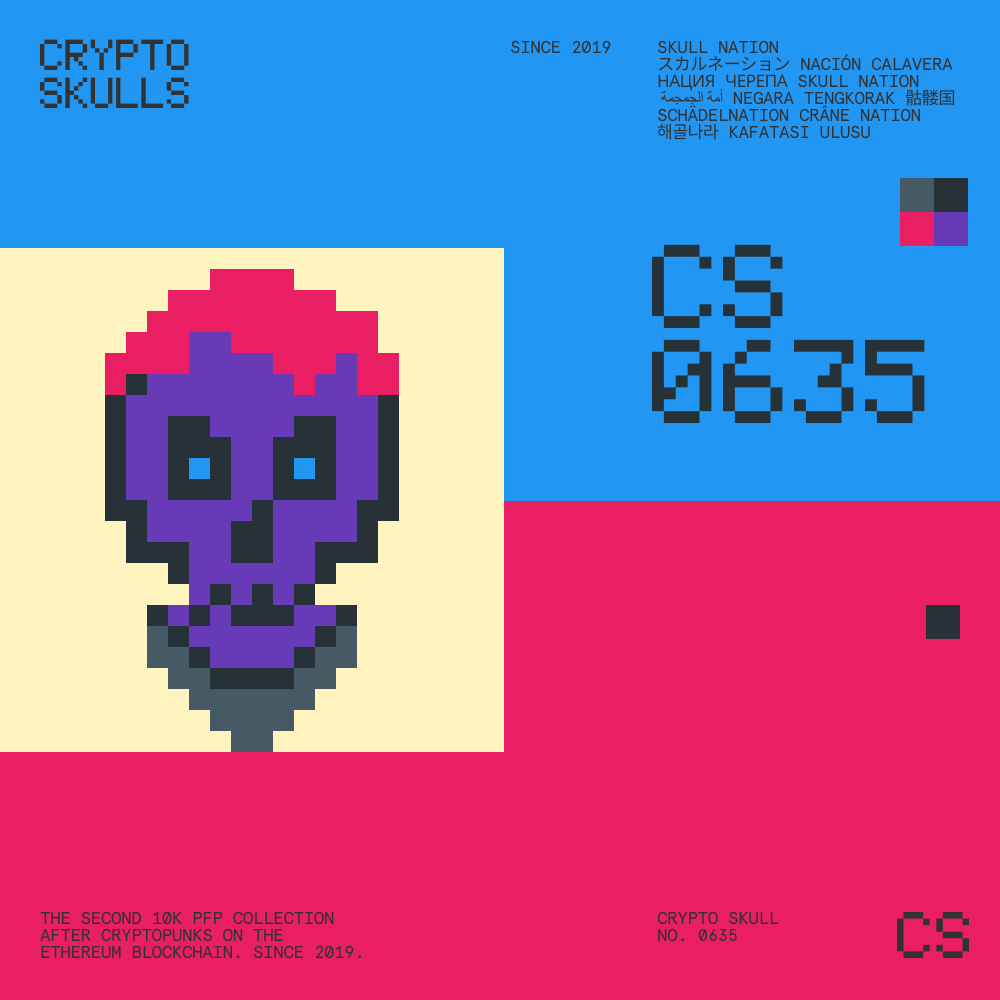 CRYPTO
SKULLS
SINCE 2019
SKULL NATION
スカルネーション NACIÓN CALAVERA
НАЦИЯ ЧЕРЕПА SKULL NATION
أمة الجمجمة NEGARA TENGKORAK 骷髅国
SCHÄDELNATION CRÂNE NATION
해골나라 KAFATASI ULUSU
CS
0635
THE SECOND 10K PFP COLLECTION
AFTER CRYPTOPUNKS ON THE
ETHEREUM BLOCKCHAIN. SINCE 2019.
CRYPTO SKULL
NO. 0635
CS